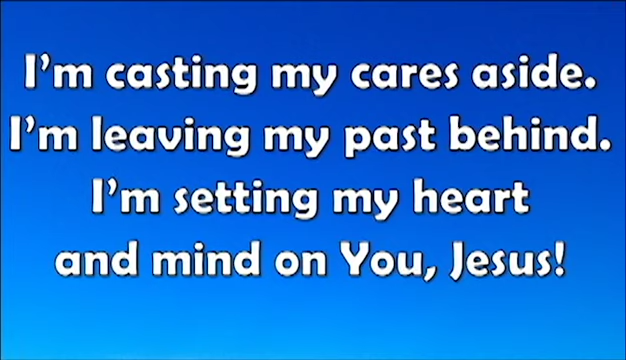 I'm casting my cares aside.
I'm leaving my past behind.
I'm setting my heart
and mind on You, Jesus!